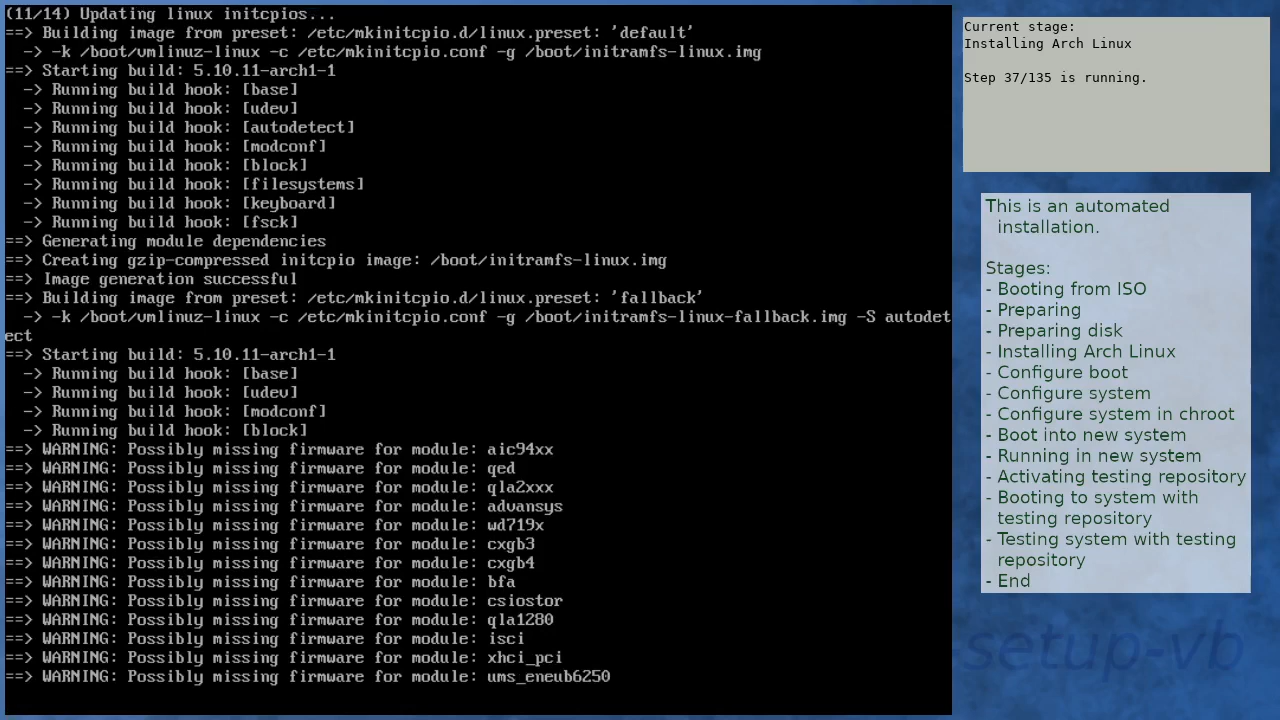 (11/14) Updating linux initcpios...
==> Building image from preset: /etc/mkinitcpio.d/linux.preset: 'default'
  -> -k /boot/vmlinuz-linux -c /etc/mkinitcpio.conf -g /boot/initramfs-linux.img
==> Starting build: 5.10.11-arch1-1
  -> Running build hook: [base]
  -> Running build hook: [udev]
  -> Running build hook: [autodetect]
  -> Running build hook: [modconf]
  -> Running build hook: [block]
  -> Running build hook: [filesystems]
  -> Running build hook: [keyboard]
  -> Running build hook: [fsck]
==> Generating module dependencies
==> Creating gzip-compressed initcpio image: /boot/initramfs-linux.img
==> Image generation successful
==> Building image from preset: /etc/mkinitcpio.d/linux.preset: 'fallback'
  -> -k /boot/vmlinuz-linux -c /etc/mkinitcpio.conf -g /boot/initramfs-linux-fallback.img -S autodet
ect
==> Starting build: 5.10.11-arch1-1
  -> Running build hook: [base]
  -> Running build hook: [udev]
  -> Running build hook: [modconf]
  -> Running build hook: [block]
==> WARNING: Possibly missing firmware for module: aic94xx
==> WARNING: Possibly missing firmware for module: qed
==> WARNING: Possibly missing firmware for module: qla2xxx
==> WARNING: Possibly missing firmware for module: advansys
==> WARNING: Possibly missing firmware for module: wd719x
==> WARNING: Possibly missing firmware for module: cxgb3
==> WARNING: Possibly missing firmware for module: cxgb4
==> WARNING: Possibly missing firmware for module: bfa
==> WARNING: Possibly missing firmware for module: csiostor
==> WARNING: Possibly missing firmware for module: qla1280
==> WARNING: Possibly missing firmware for module: isci
==> WARNING: Possibly missing firmware for module: xhci_pci
==> WARNING: Possibly missing firmware for module: ums_eneub6250
Current stage:
Installing Arch Linux
Step 37/135 is running.
This is an automated
installation.
Stages:
- Booting from ISO
- Preparing
- Preparing disk
- Installing Arch Linux
- Configure boot
- Configure system
- Configure system in chroot
- Boot into new system
- Running in new system
- Activating testing repository
- Booting to system with
testing repository
- Testing system with testing
repository
- End
-setup-vb